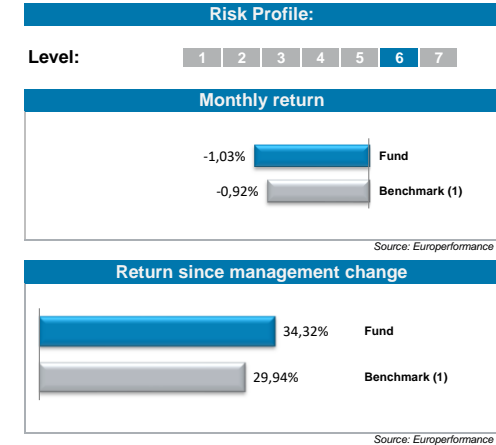 Risk Profile:
Level: 1 2 3 4 5 6 7
Monthly return
-1,03% Fund
-0,92% Benchmark (1)
Source: Europerformance
Return since management change
34,32% Fund
29,94% Benchmark (1)
Source: Europerformance